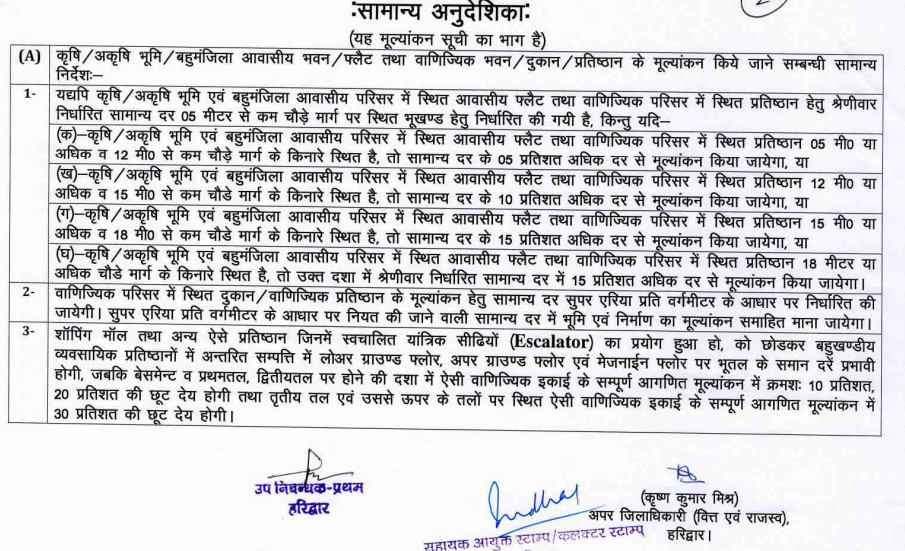 :सामान्य अनुदेशिका:
2
(यह मूल्यांकन सूची का भाग है)
(A) कृषि/अकृषि भूमि/बहुमंजिला आवासीय भवन/फ्लैट तथा वाणिज्यिक भवन/दुकान/प्रतिष्ठान के मूल्यांकन किये जाने सम्बन्धी सामान्य
निर्देशः–
1- यद्यपि कृषि/अकृषि भूमि एवं बहुमंजिला आवासीय परिसर में स्थित आवासीय फ्लैट तथा वाणिज्यिक परिसर में स्थित प्रतिष्ठान हेतु श्रेणीवार
निर्धारित सामान्य दर 05 मीटर से कम चौड़े मार्ग पर स्थित भूखण्ड हेतु निर्धारित की गयी है, किन्तु यदि–
(क)–कृषि/अकृषि भूमि एवं बहुमंजिला आवासीय परिसर में स्थित आवासीय फ्लैट तथा वाणिज्यिक परिसर में स्थित प्रतिष्ठान 05 मी0 या
अधिक व 12 मी0 से कम चौड़े मार्ग के किनारे स्थित है, तो सामान्य दर के 05 प्रतिशत अधिक दर से मूल्यांकन किया जायेगा, या
(ख)–कृषि/अकृषि भूमि एवं बहुमंजिला आवासीय परिसर में स्थित आवासीय फ्लैट तथा वाणिज्यिक परिसर में स्थित प्रतिष्ठान 12 मी0 या
अधिक व 15 मी0 से कम चौड़े मार्ग के किनारे स्थित है, तो सामान्य दर के 10 प्रतिशत अधिक दर से मूल्यांकन किया जायेगा, या
(ग)–कृषि/अकृषि भूमि एवं बहुमंजिला आवासीय परिसर में स्थित आवासीय फ्लैट तथा वाणिज्यिक परिसर में स्थित प्रतिष्ठान 15 मी0 या
अधिक व 18 मी0 से कम चौडे मार्ग के किनारे स्थित है, तो सामान्य दर के 15 प्रतिशत अधिक दर से मूल्यांकन किया जायेगा, या
(घ)–कृषि/अकृषि भूमि एवं बहुमंजिला आवासीय परिसर में स्थित आवासीय फ्लैट तथा वाणिज्यिक परिसर में स्थित प्रतिष्ठान 18 मीटर या
अधिक चौडे मार्ग के किनारे स्थित है, तो उक्त दशा में श्रेणीवार निर्धारित सामान्य दर में 15 प्रतिशत अधिक दर से मूल्यांकन किया जायेगा।
2- वाणिज्यिक परिसर में स्थित दुकान/वाणिज्यिक प्रतिष्ठान के मूल्यांकन हेतु सामान्य दर सुपर एरिया प्रति वर्गमीटर के आधार पर निर्धारित की
जायेगी। सुपर एरिया प्रति वर्गमीटर के आधार पर नियत की जाने वाली सामान्य दर में भूमि एवं निर्माण का मूल्यांकन समाहित माना जायेगा।
3- शॉपिंग मॉल तथा अन्य ऐसे प्रतिष्ठान जिनमें स्वचालित यांत्रिक सीढियों (Escalator) का प्रयोग हुआ हो, को छोडकर बहुखण्डीय
व्यवसायिक प्रतिष्ठानों में अन्तरित सम्पत्ति में लोअर ग्राउण्ड फ्लोर, अपर ग्राउण्ड फ्लोर एवं मेजनाईन फ्लोर पर भूतल के समान दरें प्रभावी
होगी, जबकि बेसमेन्ट व प्रथमतल, द्वितीयतल पर होने की दशा में ऐसी वाणिज्यिक इकाई के सम्पूर्ण आगणित मूल्यांकन में क्रमशः 10 प्रतिशत,
20 प्रतिशत की छूट देय होगी तथा तृतीय तल एवं उससे ऊपर के तलों पर स्थित ऐसी वाणिज्यिक इकाई के सम्पूर्ण आगणित मूल्यांकन में
30 प्रतिशत की छूट देय होगी।
उप निबन्धक-प्रथम
हरिद्वार
(कृष्ण कुमार मिश्र)
अपर जिलाधिकारी (वित्त एवं राजस्व),
हरिद्वार।
सहायक आयुक्त स्टाम्प/कलक्टर स्टाम्प